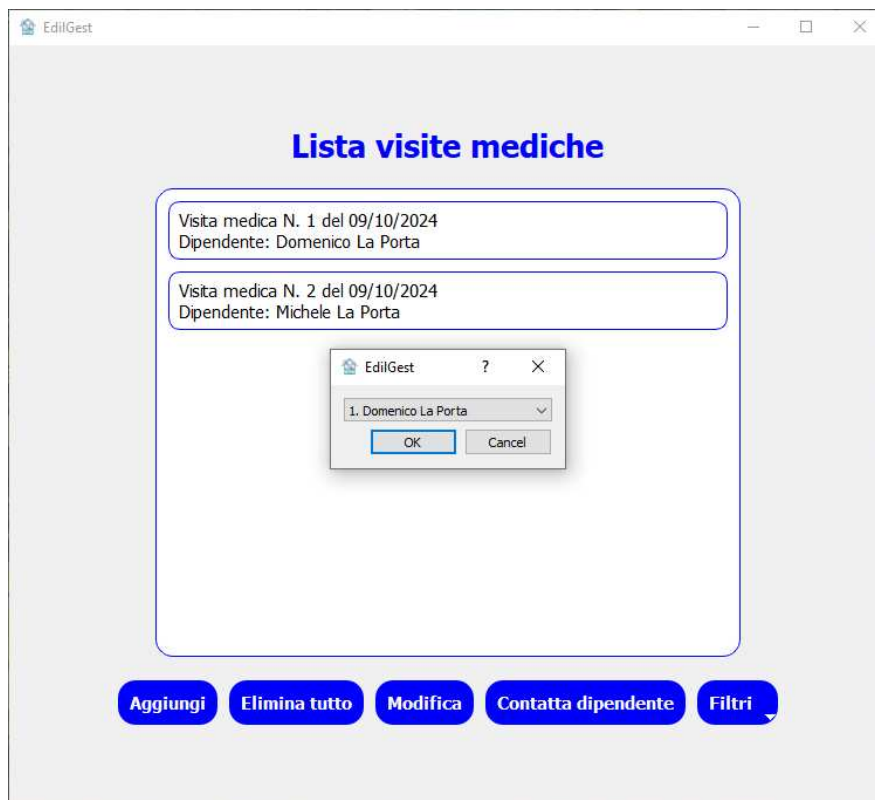 EdilGest
Lista visite mediche
Visita medica N. 1 del 09/10/2024
Dipendente: Domenico La Porta
Visita medica N. 2 del 09/10/2024
Dipendente: Michele La Porta
EdilGest ?
1. Domenico La Porta
OK Cancel
Aggiungi Elimina tutto Modifica Contatta dipendente Filtri